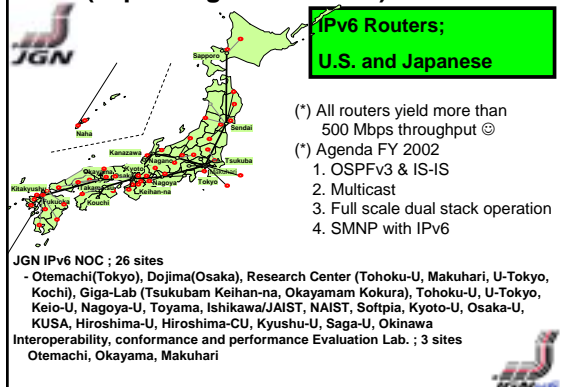 JGN
IPv6 Routers;
U.S. and Japanese
Sapporo
Sendai
Naha
Kanazawa
Nagano
Tsukuba
Makuhari
Tokyo
Nagoya
Keihan-na
Kyoto
Osaka
Okayama
Takamatsu
Kouchi
Kitakyushu
Fukuoka
(*) All routers yield more than
500 Mbps throughput ☺
(*) Agenda FY 2002
1. OSPFv3 & IS-IS
2. Multicast
3. Full scale dual stack operation
4. SMNP with IPv6
JGN IPv6 NOC ; 26 sites
- Otemachi(Tokyo), Dojima(Osaka), Research Center (Tohoku-U, Makuhari, U-Tokyo,
Kochi), Giga-Lab (Tsukubam Keihan-na, Okayamam Kokura), Tohoku-U, U-Tokyo,
Keio-U, Nagoya-U, Toyama, Ishikawa/JAIST, NAIST, Softpia, Kyoto-U, Osaka-U,
KUSA, Hiroshima-U, Hiroshima-CU, Kyushu-U, Saga-U, Okinawa
Interoperability, conformance and performance Evaluation Lab. ; 3 sites
Otemachi, Okayama, Makuhari